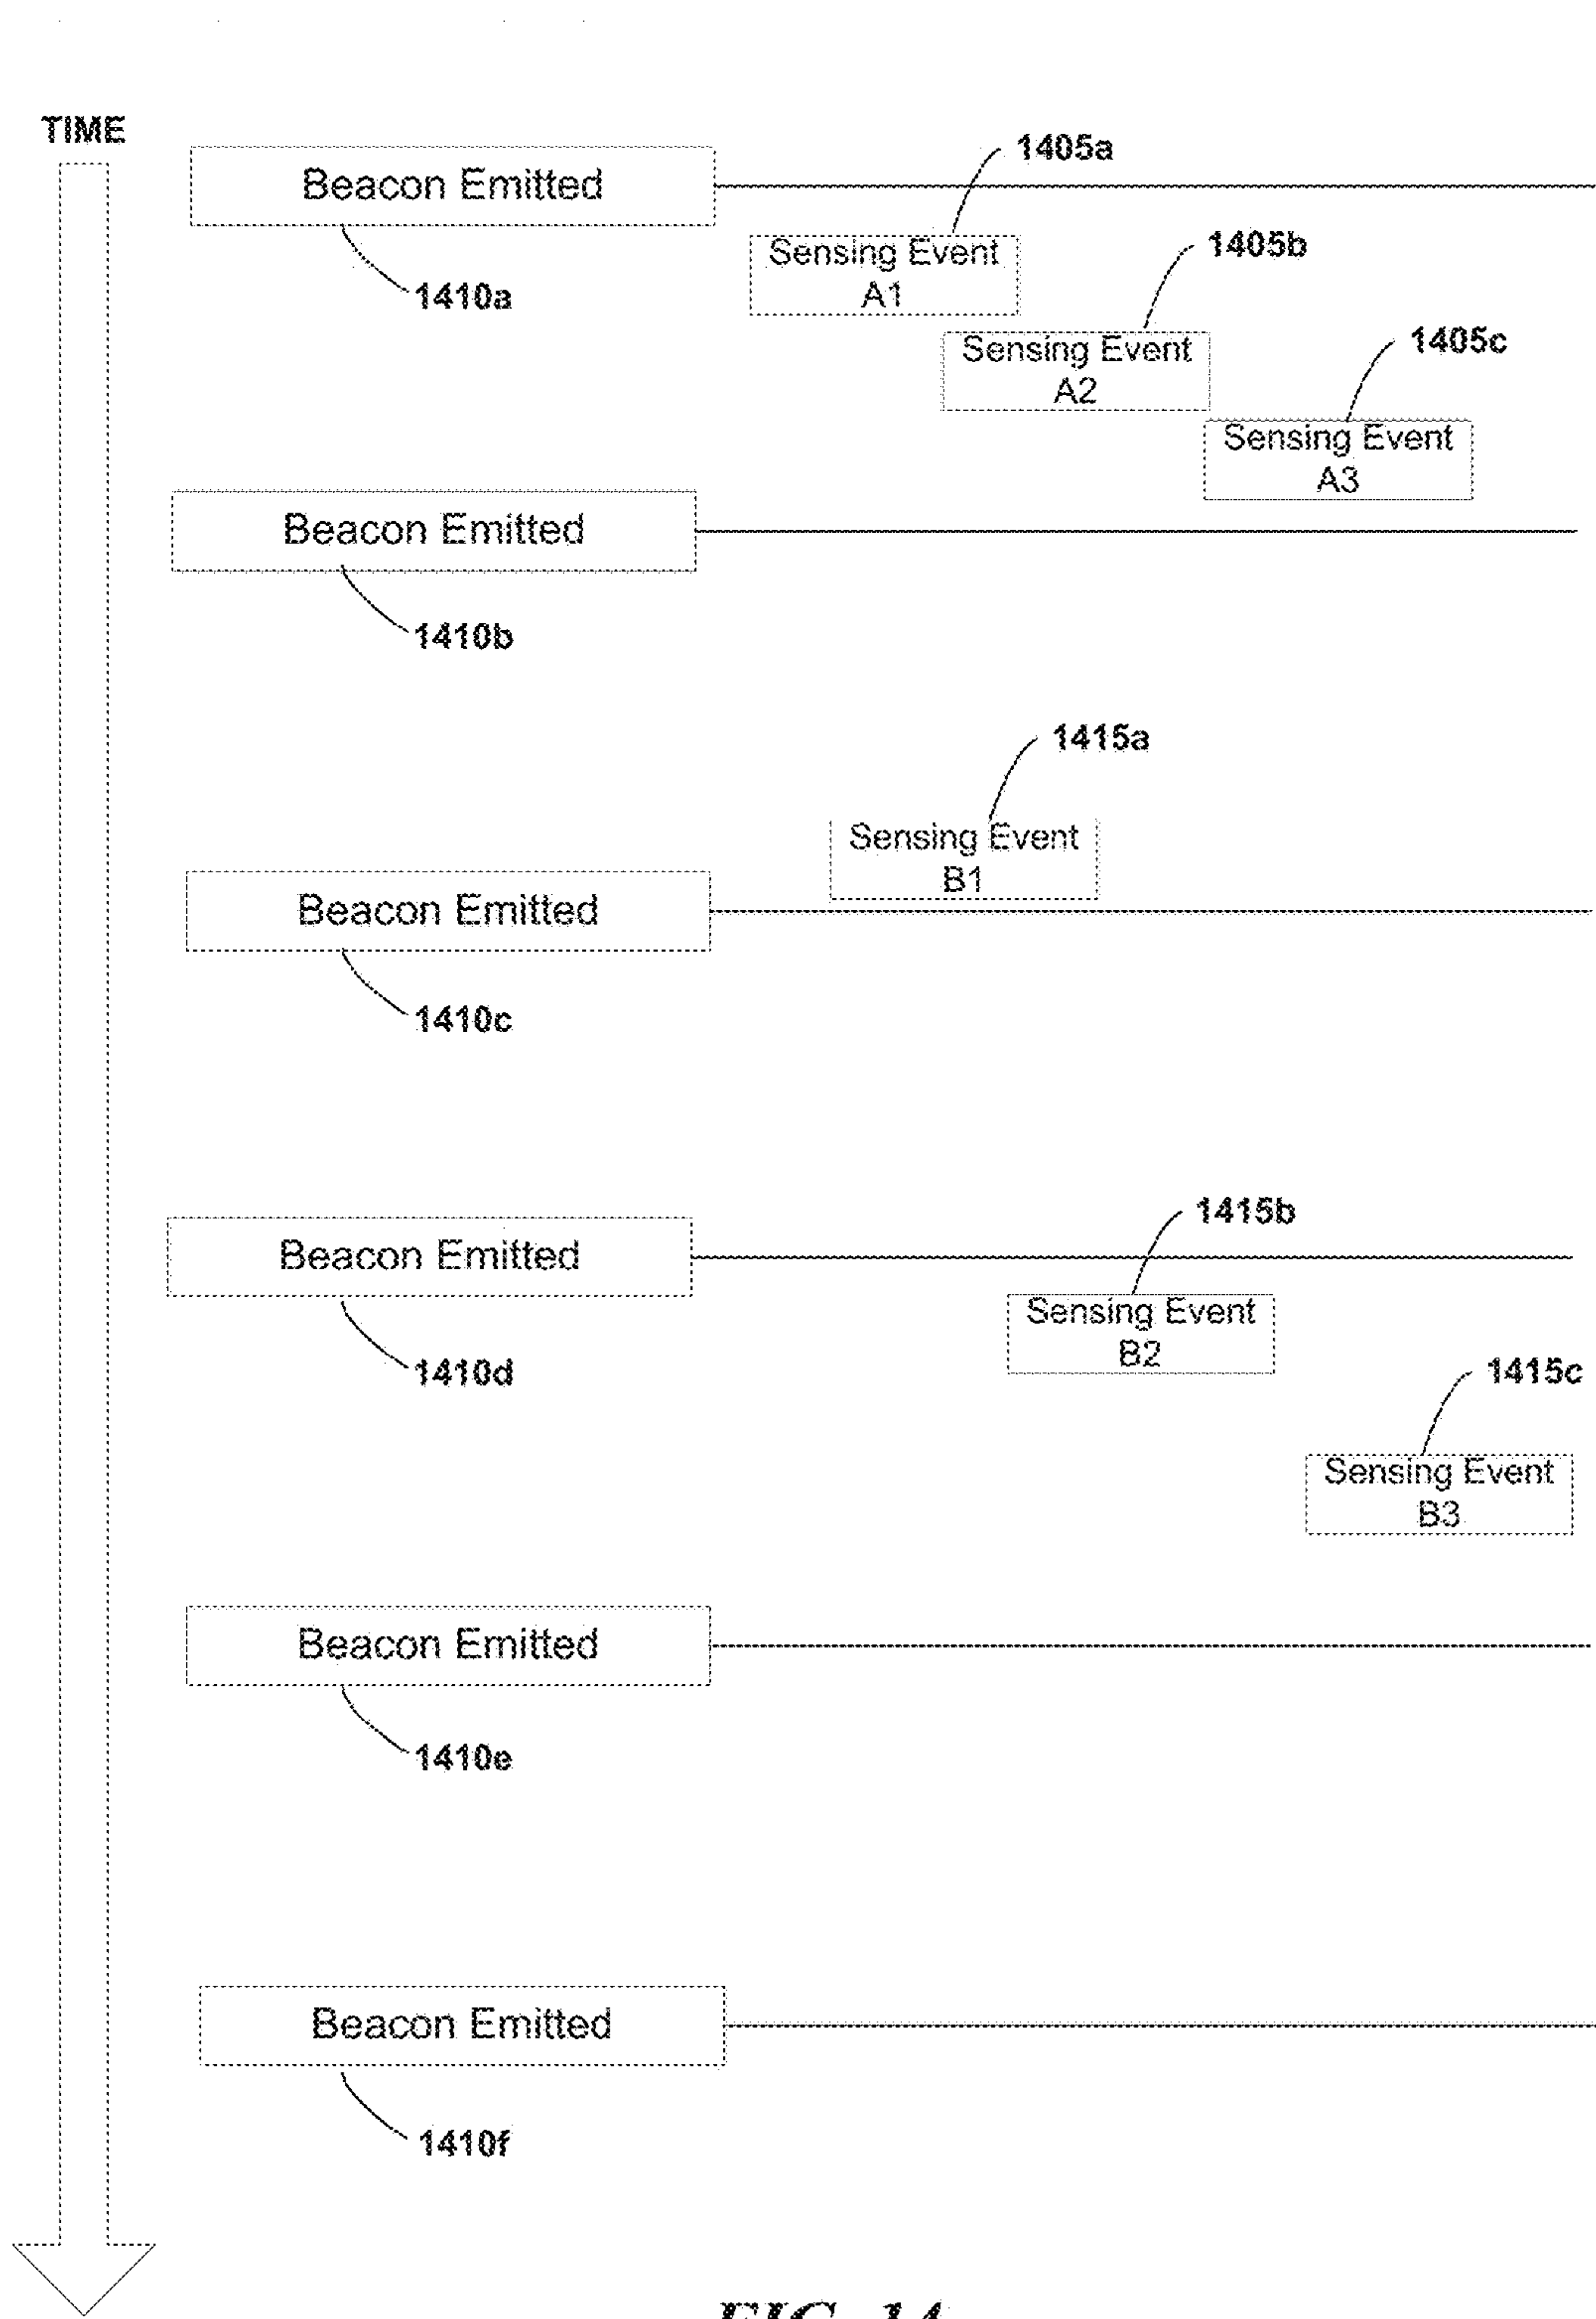 TIME
Beacon Emitted
1405a
Sensing Event
A1
1405b
1410a
Sensing Event
A2
1405c
Sensing Event
A3
Beacon Emitted
1410b
1415a
Sensing Event
B1
Beacon Emitted
1410c
1415b
Beacon Emitted
Sensing Event
B2
1410d
1415c
Sensing Event
B3
Beacon Emitted
1410e
Beacon Emitted
1410f
FIG. 14